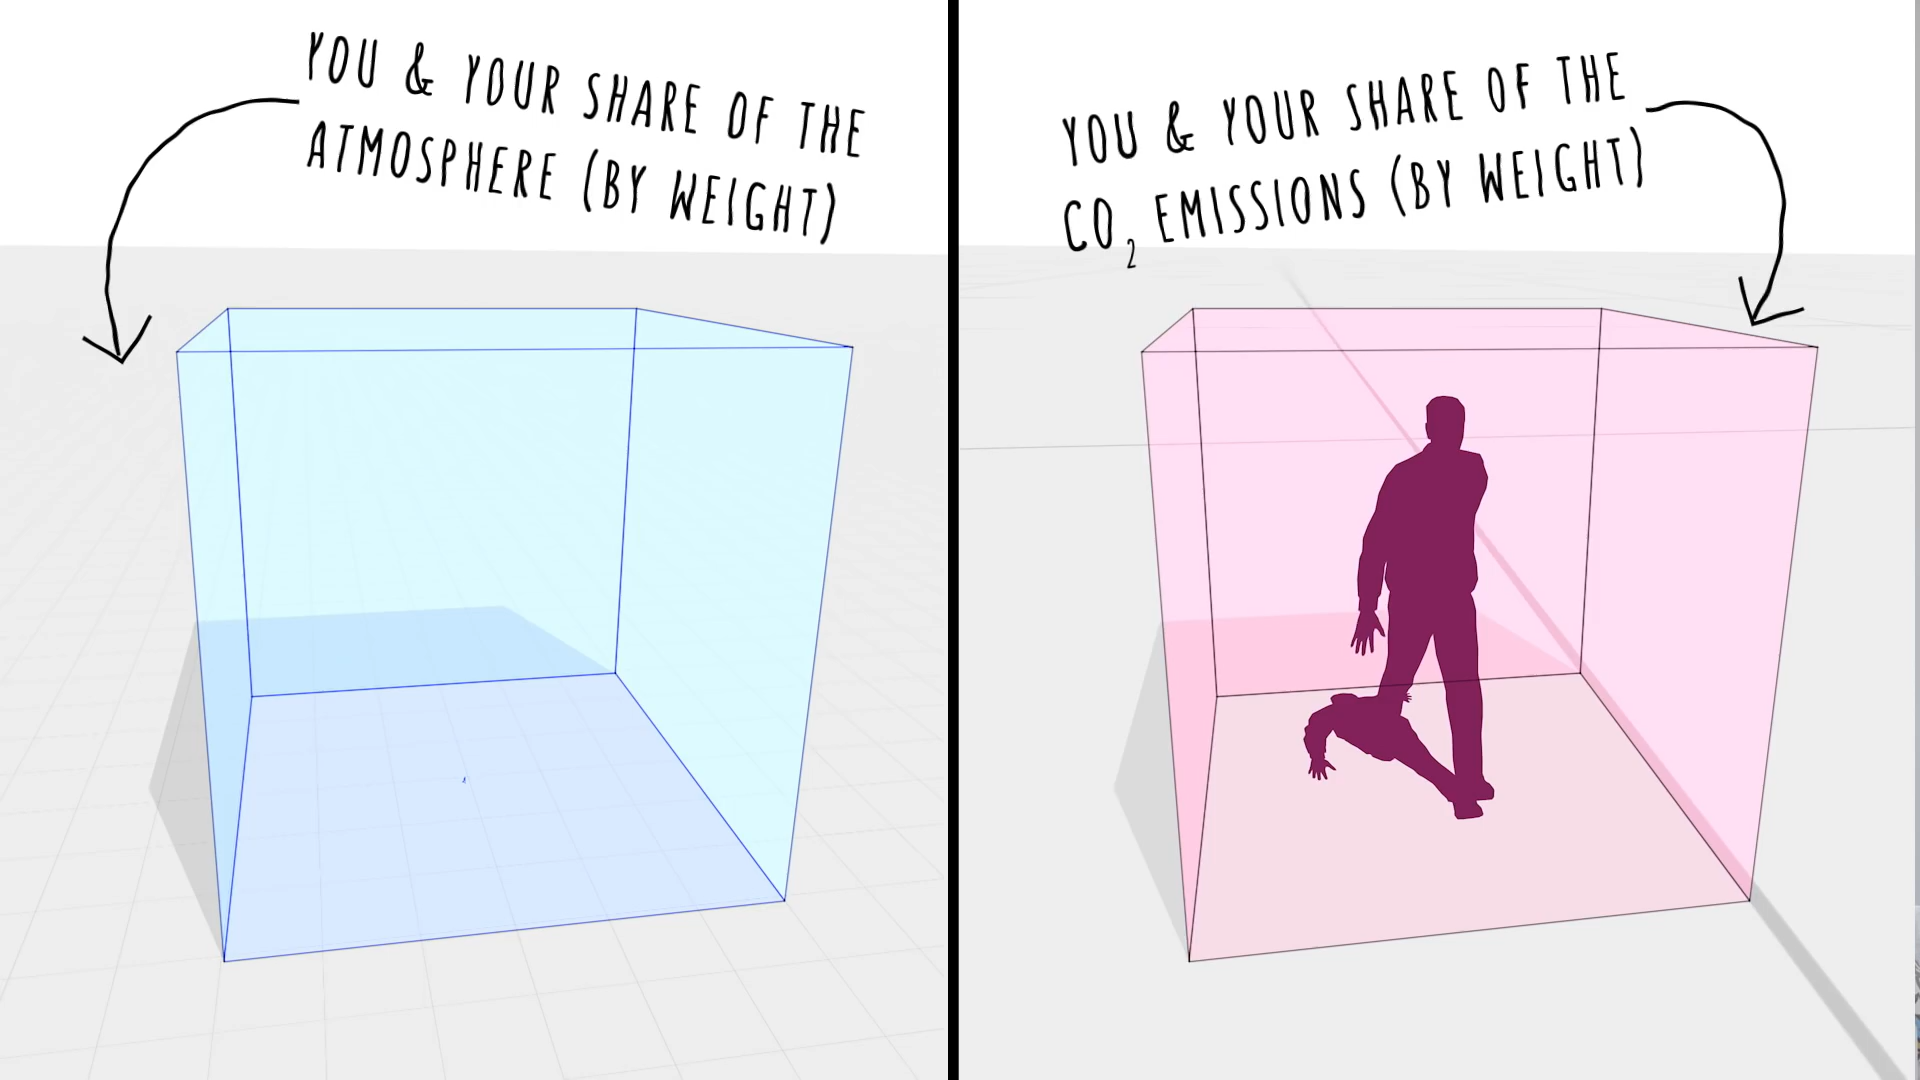 YOU & YOUR SHARE OF THE
ATMOSPHERE (BY WEIGHT)
YOU & YOUR SHARE OF THE
CO₂ EMISSIONS (BY WEIGHT)